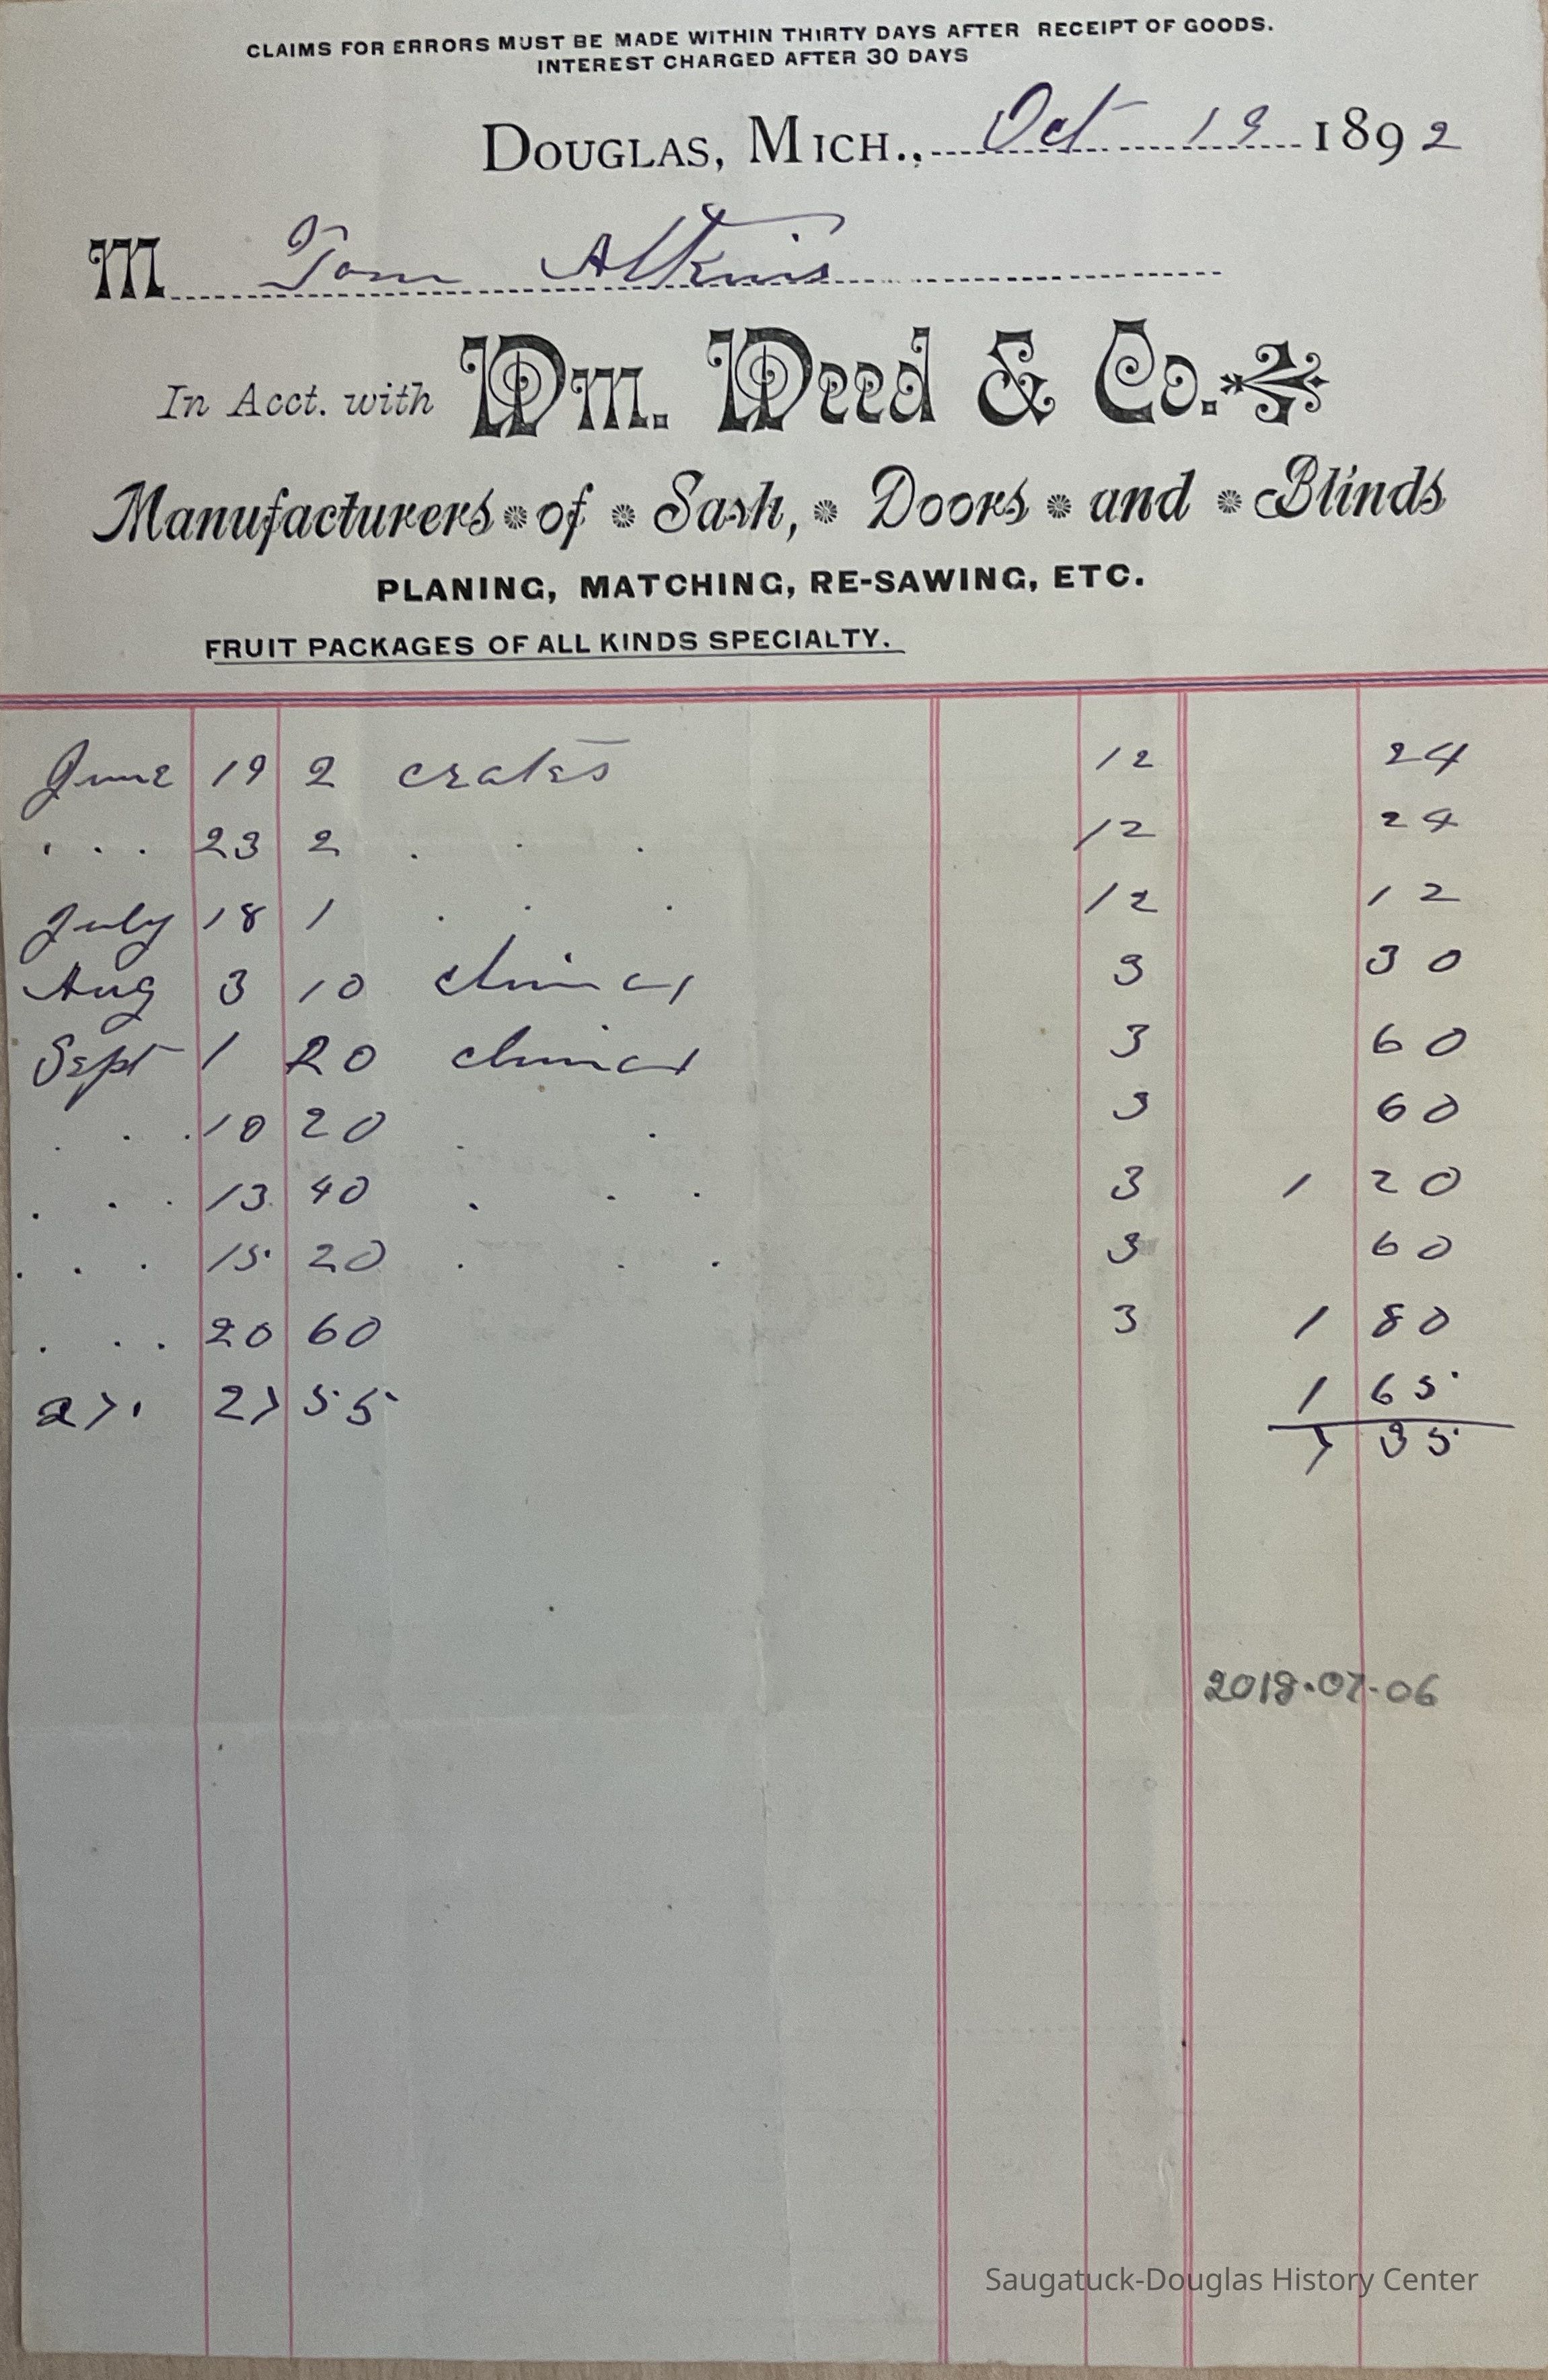 CLAIMS FOR ERRORS MUST BE MADE WITHIN THIRTY DAYS AFTER RECEIPT OF GOODS.
INTEREST CHARGED AFTER 30 DAYS
DOUGLAS, MICH., Oct 19 1892
M Tom Atkins
In Acct. with Wm. Weed & Co.
Manufacturers of Sash, Doors and Blinds
PLANING, MATCHING, RE-SAWING, ETC.
FRUIT PACKAGES OF ALL KINDS SPECIALTY.
June 19 2 crates 12 24
. . . 23 2 . . . 12 24
July 18 1 . . . 12 12
Aug 3 10 climax 3 30
Sept 1 20 climax 3 60
. . . 10 20 . . 3 60
. . . 13 40 . . . 3 1 20
. . . 15 20 . . . 3 60
. . . 20 60 3 1 80
27. 27 55 1 65
7 35
2018.07.06
Saugatuck-Douglas History Center